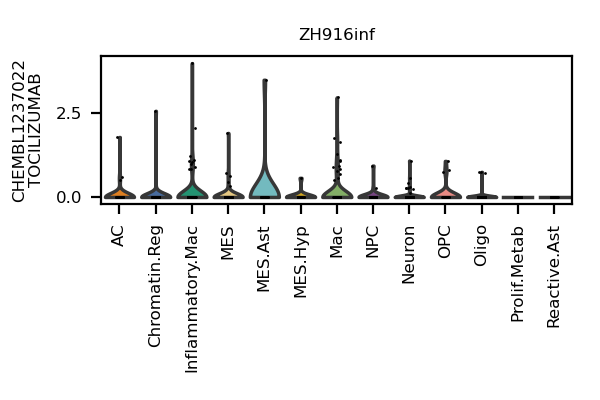 ZH916inf
CHEMBL1237022
TOCILIZUMAB
2.5
0.0
AC
Chromatin.Reg
Inflammatory.Mac
MES
MES.Ast
MES.Hyp
Mac
NPC
Neuron
OPC
Oligo
Prolif.Metab
Reactive.Ast